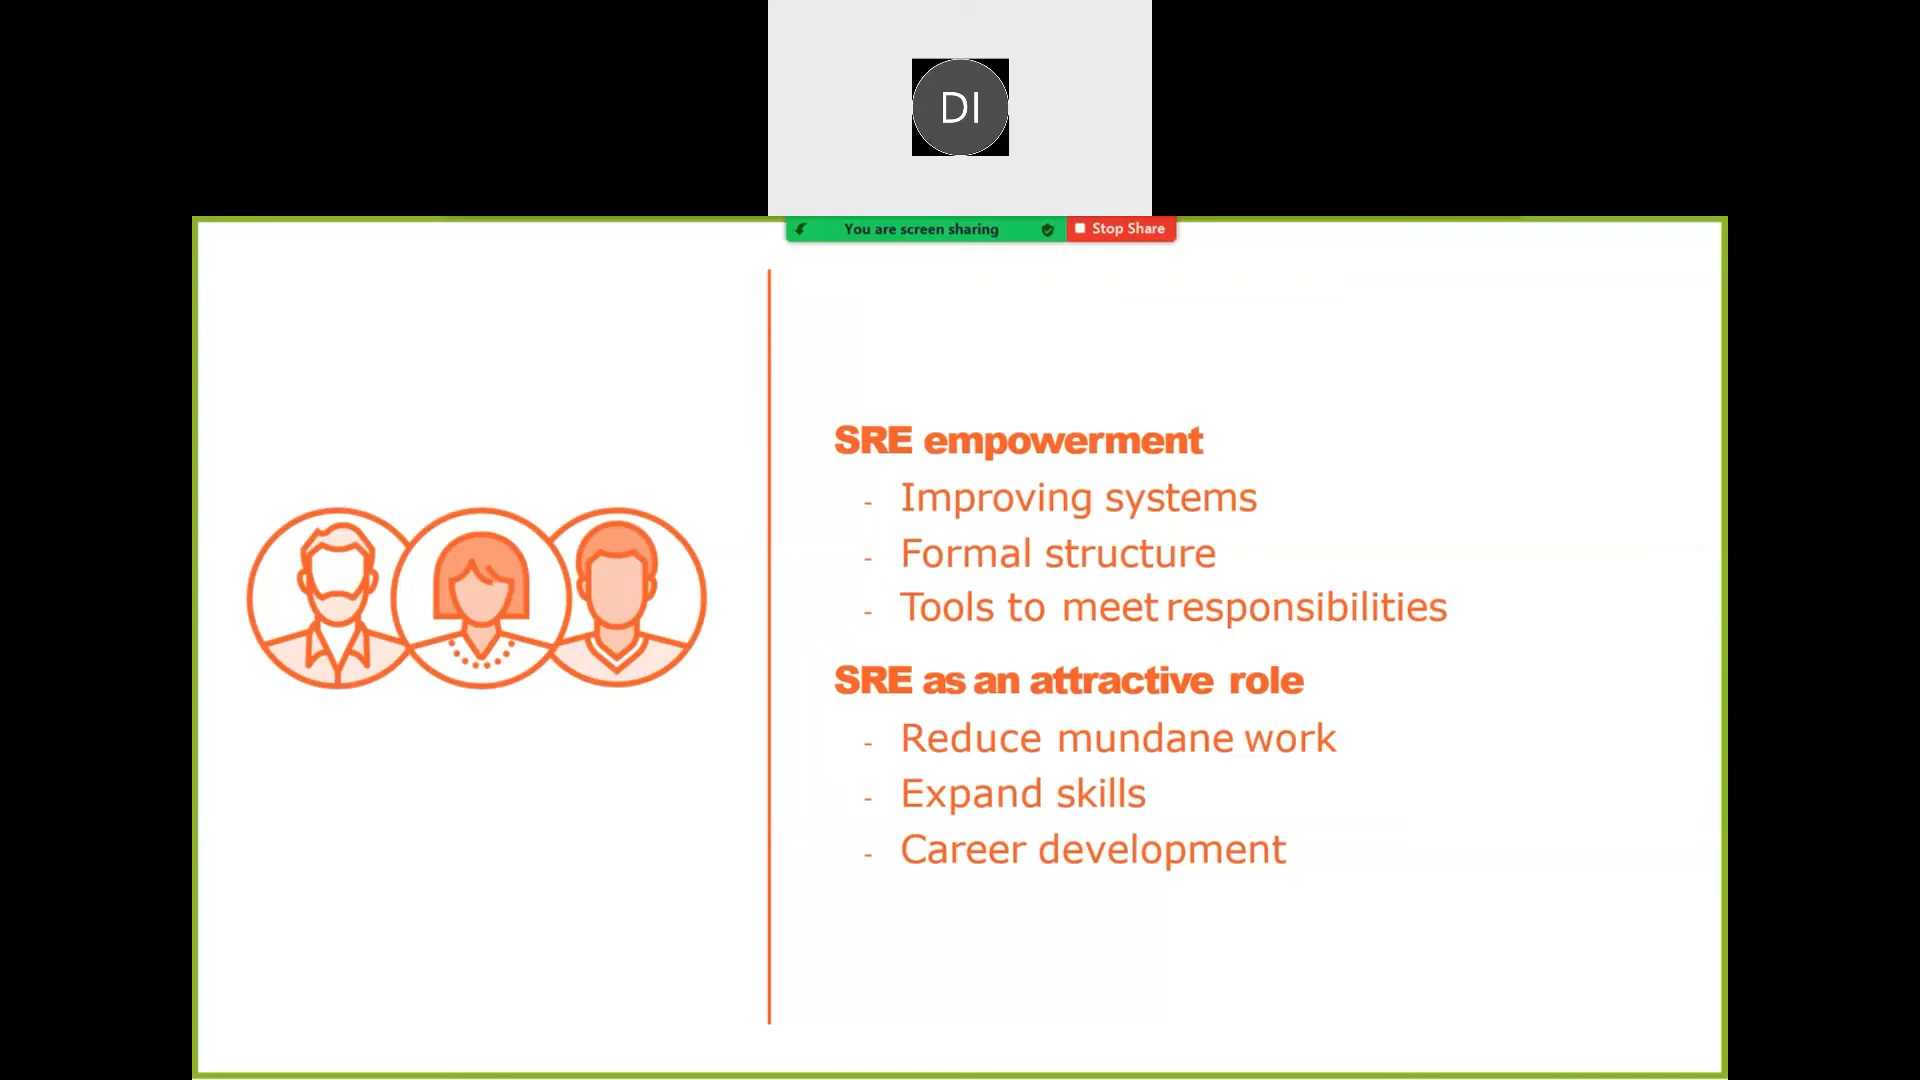 DI
You are screen sharing
Stop Share
SRE empowerment
- Improving systems
- Formal structure
- Tools to meet responsibilities
SRE as an attractive role
- Reduce mundane work
- Expand skills
- Career development